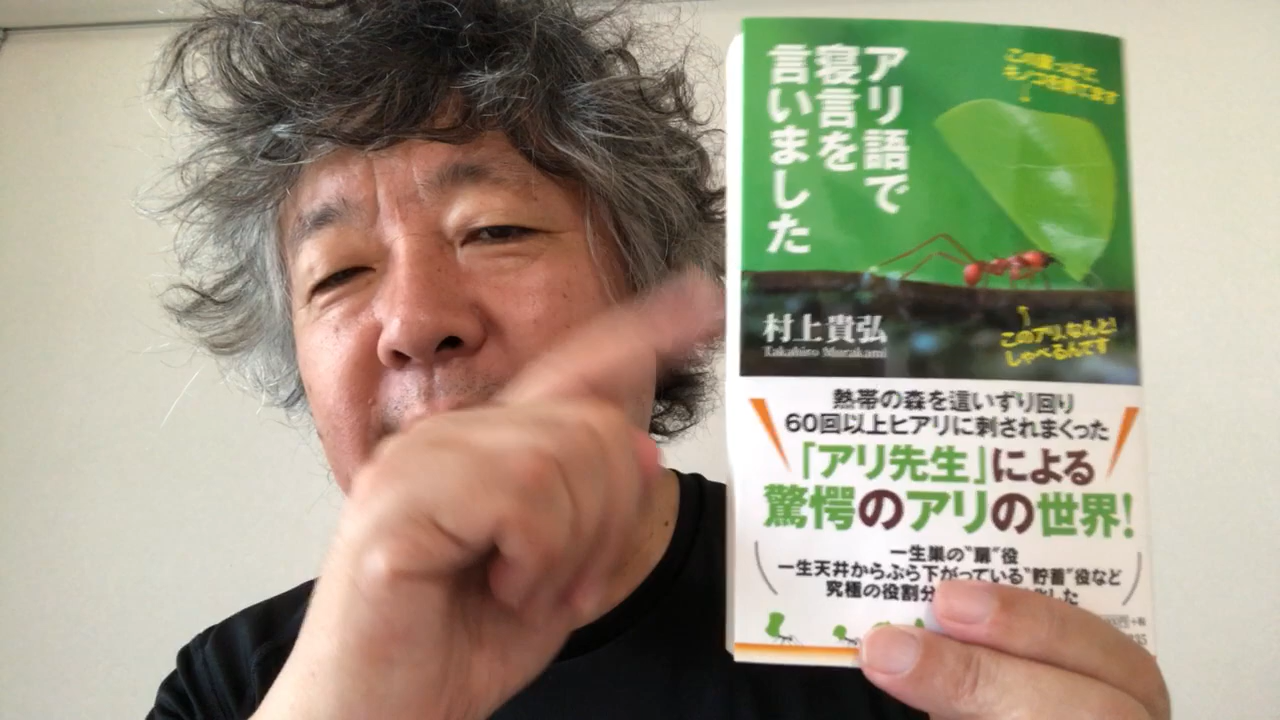 アリ語で
寝言を
言いました
この葉っぱで
キノコを育てます
村上貴弘
Takahiro Murakami
このアリ、なんと!
しゃべるんです
熱帯の森を這いずり回り
60回以上ヒアリに刺されまくった
「アリ先生」による
驚愕のアリの世界!
一生巣の"扉"役
一生天井からぶら下がっている"貯蓄"役など
究極の役割分
した